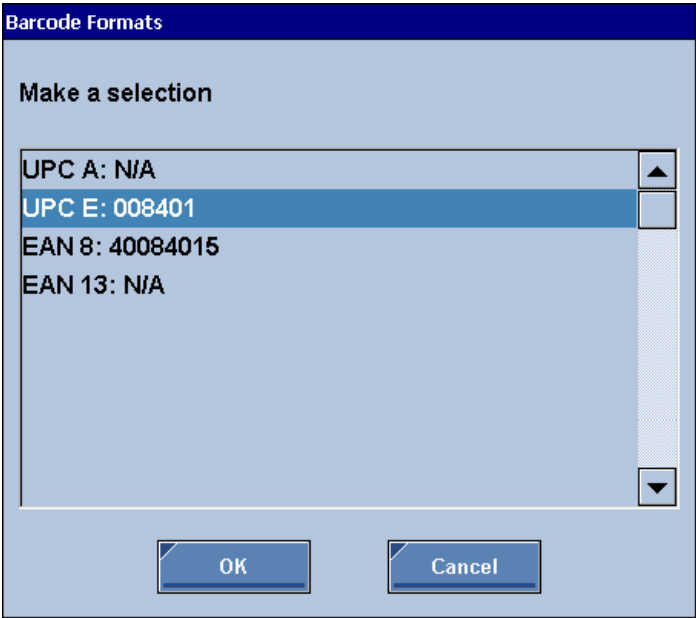 Barcode Formats
Make a selection
UPC A: N/A
UPC E: 008401
EAN 8: 40084015
EAN 13: N/A
OK
Cancel